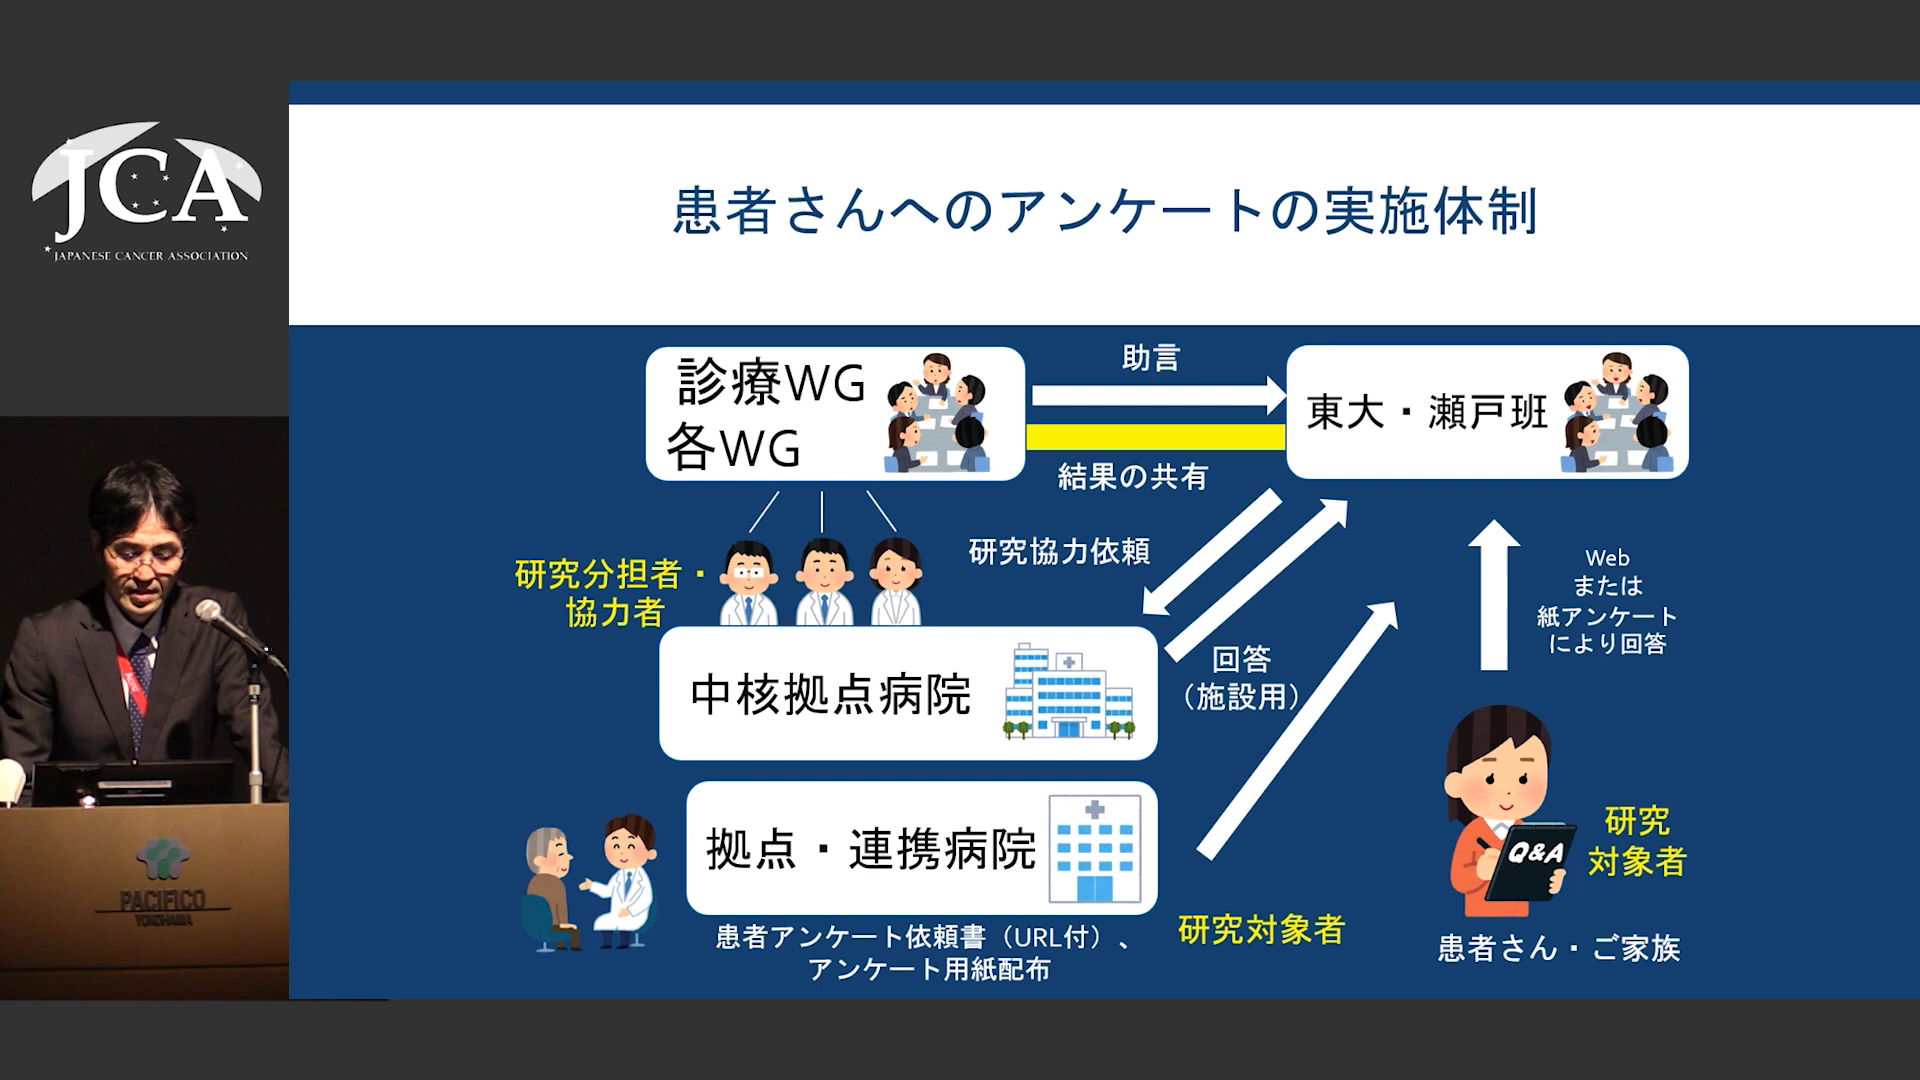 JCA
JAPANESE CANCER ASSOCIATION
患者さんへのアンケートの実施体制
診療WG
各WG
助言
東大・瀬戸班
結果の共有
研究協力依頼
研究分担者・
協力者
Web
または
紙アンケート
により回答
中核拠点病院
回答
（施設用）
拠点・連携病院
Q&A
研究
対象者
患者アンケート依頼書（URL付）、
アンケート用紙配布
研究対象者
患者さん・ご家族
PACIFICO
YOKOHAMA